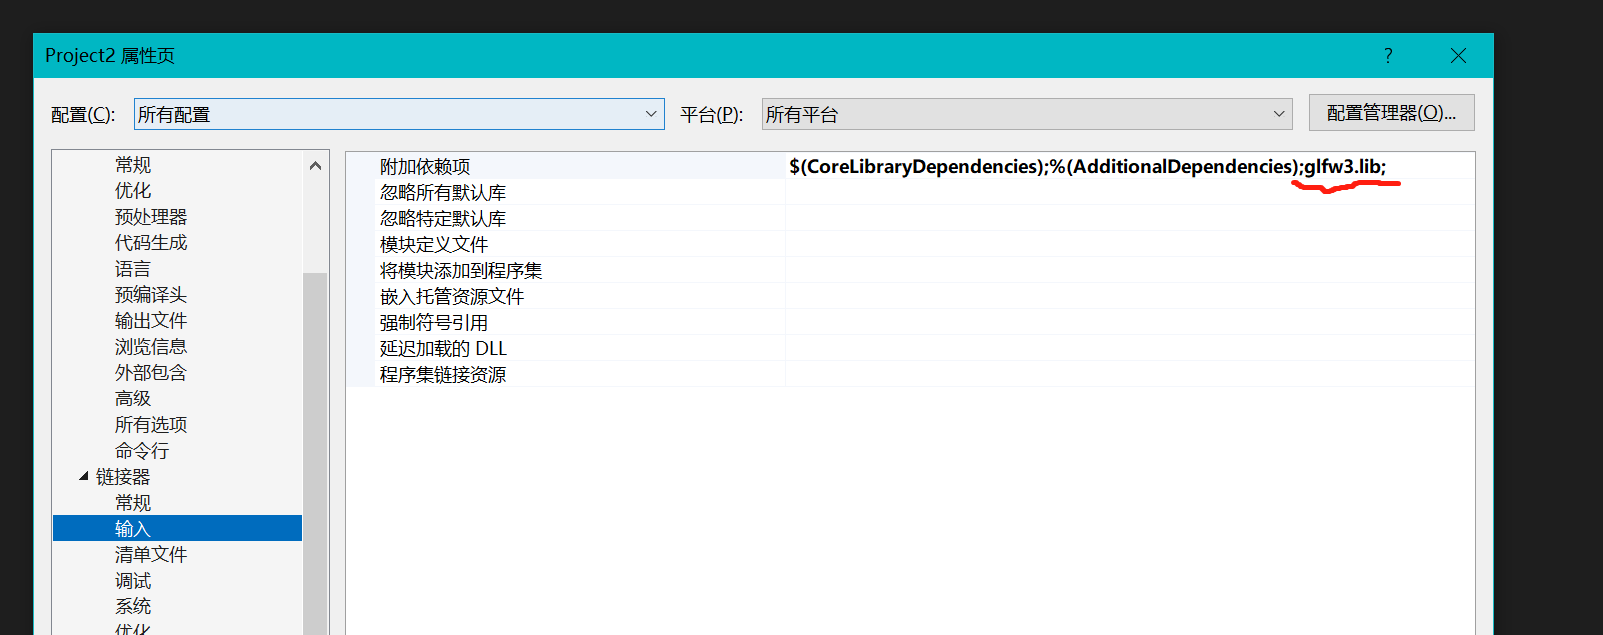 Project2 属性页
?
配置(C): 所有配置 平台(P): 所有平台 配置管理器(O)...
常规
优化
预处理器
代码生成
语言
预编译头
输出文件
浏览信息
外部包含
高级
所有选项
命令行
链接器
常规
输入
清单文件
调试
系统
优化
附加依赖项 $(CoreLibraryDependencies);%(AdditionalDependencies);glfw3.lib;
忽略所有默认库
忽略特定默认库
模块定义文件
将模块添加到程序集
嵌入托管资源文件
强制符号引用
延迟加载的 DLL
程序集链接资源